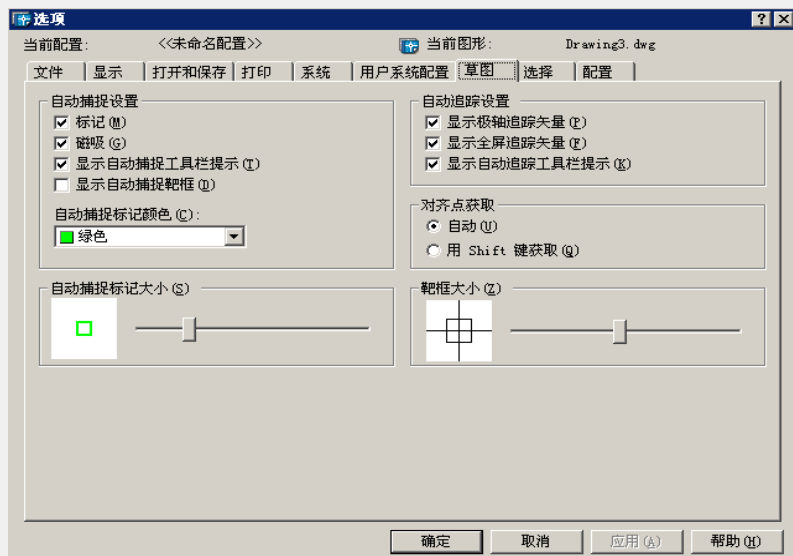 选项
当前配置: <<未命名配置>> 当前图形: Drawing3.dwg
文件 显示 打开和保存 打印 系统 用户系统配置 草图 选择 配置
自动捕捉设置
标记(M)
磁吸(G)
显示自动捕捉工具栏提示(T)
显示自动捕捉靶框(D)
自动捕捉标记颜色(C):
绿色
自动追踪设置
显示极轴追踪矢量(P)
显示全屏追踪矢量(F)
显示自动追踪工具栏提示(K)
对齐点获取
自动(U)
用 Shift 键获取(Q)
自动捕捉标记大小(S)
靶框大小(Z)
确定 取消 应用(A) 帮助(H)